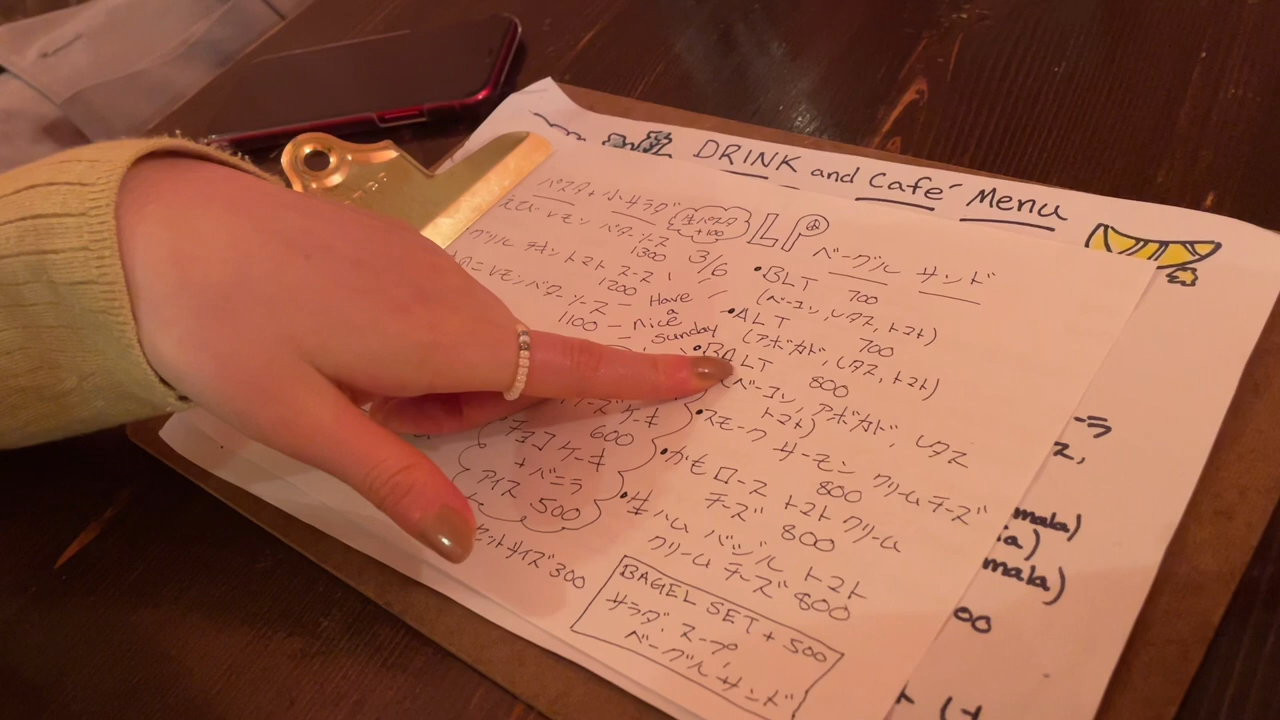 DRINK and Café Menu
パスタ+小サラダ
生パスタ
+100
LP
えび レモン バターソース
1300
3/6
グリル チキン トマト ソース
1200
レモンバターソース
1100
Have
a
nice
Sunday
ーズケーキ
600
チョコケーキ
+バニラ
アイス 500
セットサイズ 300
ベーグル サンド
•BLT 700
(ベーコン, レタス, トマト)
•ALT 700
(アボカド, レタス, トマト)
•BALT 800
(ベーコン, アボカド, レタス
トマト)
•スモーク サーモン クリームチーズ
800
•かもロース トマト クリーム
チーズ 800
•生ハム バジル トマト
クリームチーズ 800
BAGEL SET + 500
サラダ・スープ,
ベーグルサンド
ーラ
ス,
mala)
a)
mala)
00